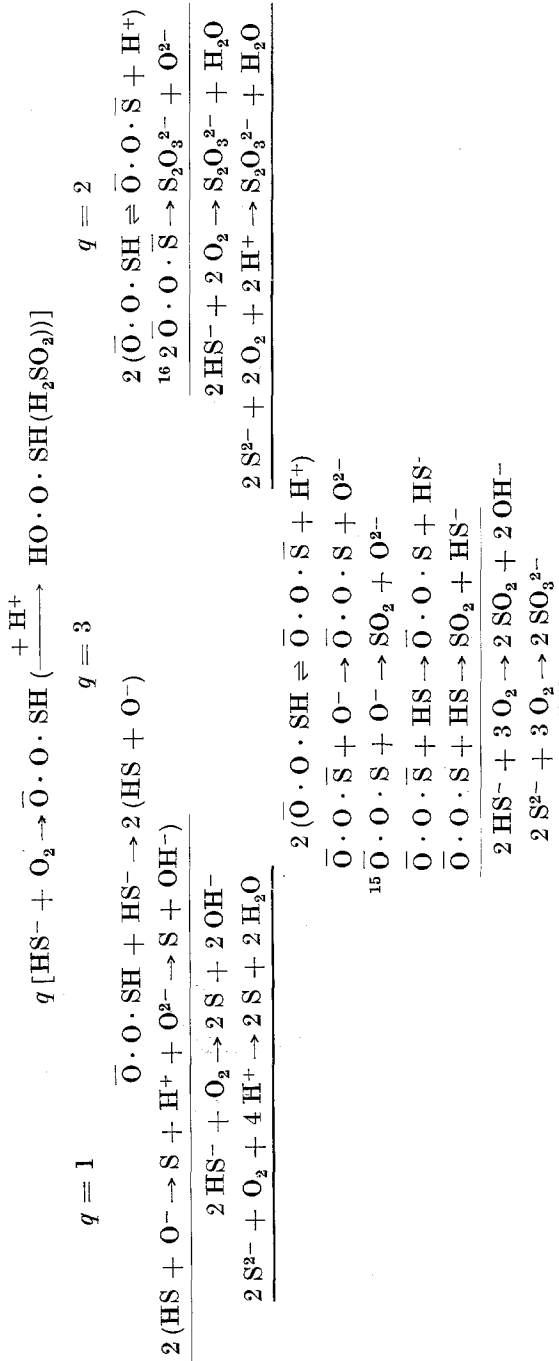 q [HS⁻ + O₂ → O̅ · O · SH ( —+ H⁺→ HO · O · SH (H₂SO₂))]
q = 1
O̅ · O · SH + HS⁻ → 2 (HS + O⁻)
2 (HS + O⁻ → S + H⁺ + O²⁻ → S + OH⁻)
2 HS⁻ + O₂ → 2 S + 2 OH⁻
2 S²⁻ + O₂ + 4 H⁺ → 2 S + 2 H₂O
q = 3
2 (O̅ · O · SH ⇌ O̅ · O · S̅ + H⁺)
O̅ · O · S̅ + O⁻ → O̅ · O · S + O²⁻
¹⁵ O̅ · O · S + O⁻ → SO₂ + O²⁻
O̅ · O · S̅ + HS → O̅ · O · S + HS⁻
O̅ · O · S + HS → SO₂ + HS⁻
2 HS⁻ + 3 O₂ → 2 SO₂ + 2 OH⁻
2 S²⁻ + 3 O₂ → 2 SO₃²⁻
q = 2
2 (O̅ · O · SH ⇌ O̅ · O · S̅ + H⁺)
¹⁶ 2 O̅ · O · S̅ → S₂O₃²⁻ + O²⁻
2 HS⁻ + 2 O₂ → S₂O₃²⁻ + H₂O
2 S²⁻ + 2 O₂ + 2 H⁺ → S₂O₃²⁻ + H₂O